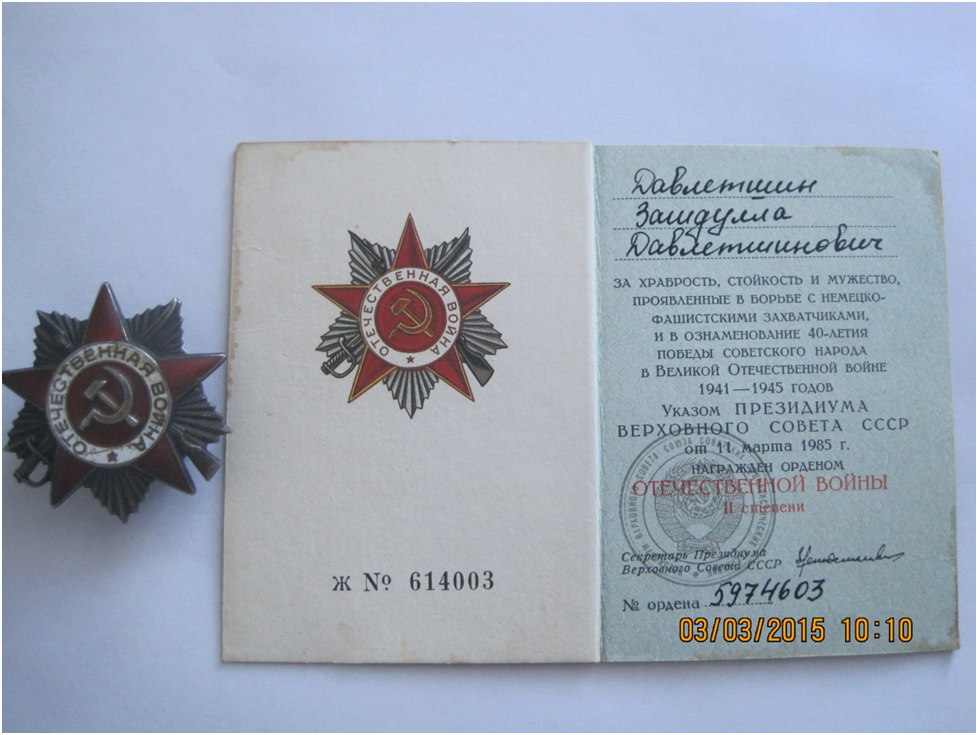 ОТЕЧЕСТВЕННАЯ ВОЙНА
ОТЕЧЕСТВЕННАЯ ВОЙНА
Ж № 614003
Давлетшин
Зашдулла
Давлетшинович
ЗА ХРАБРОСТЬ, СТОЙКОСТЬ И МУЖЕСТВО,
ПРОЯВЛЕННЫЕ В БОРЬБЕ С НЕМЕЦКО-
ФАШИСТСКИМИ ЗАХВАТЧИКАМИ,
И В ОЗНАМЕНОВАНИЕ 40-ЛЕТИЯ
ПОБЕДЫ СОВЕТСКОГО НАРОДА
В ВЕЛИКОЙ ОТЕЧЕСТВЕННОЙ ВОЙНЕ
1941—1945 ГОДОВ
УКАЗОМ ПРЕЗИДИУМА
ВЕРХОВНОГО СОВЕТА СССР
от 11 марта 1985 г.
НАГРАЖДЕН ОРДЕНОМ
ОТЕЧЕСТВЕННОЙ ВОЙНЫ
II степени
Секретарь Президиума
Верховного Совета СССР
№ ордена 5974603
03/03/2015 10:10